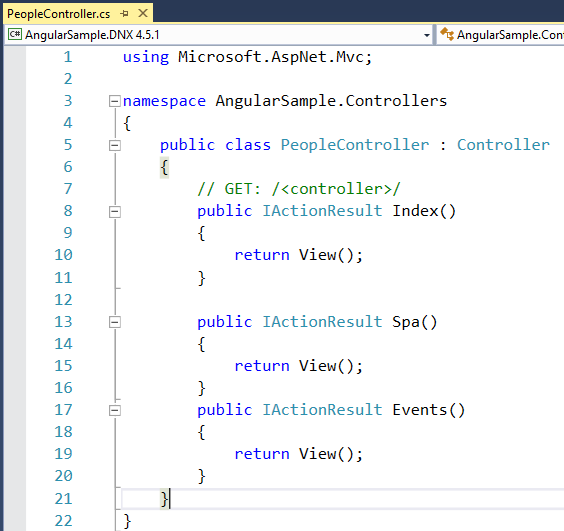 PeopleController.cs
AngularSample.DNX 4.5.1 AngularSample.Con
1 using Microsoft.AspNet.Mvc;
2
3 namespace AngularSample.Controllers
4 {
5 public class PeopleController : Controller
6 {
7 // GET: /<controller>/
8 public IActionResult Index()
9 {
10 return View();
11 }
12
13 public IActionResult Spa()
14 {
15 return View();
16 }
17 public IActionResult Events()
18 {
19 return View();
20 }
21 }
22 }